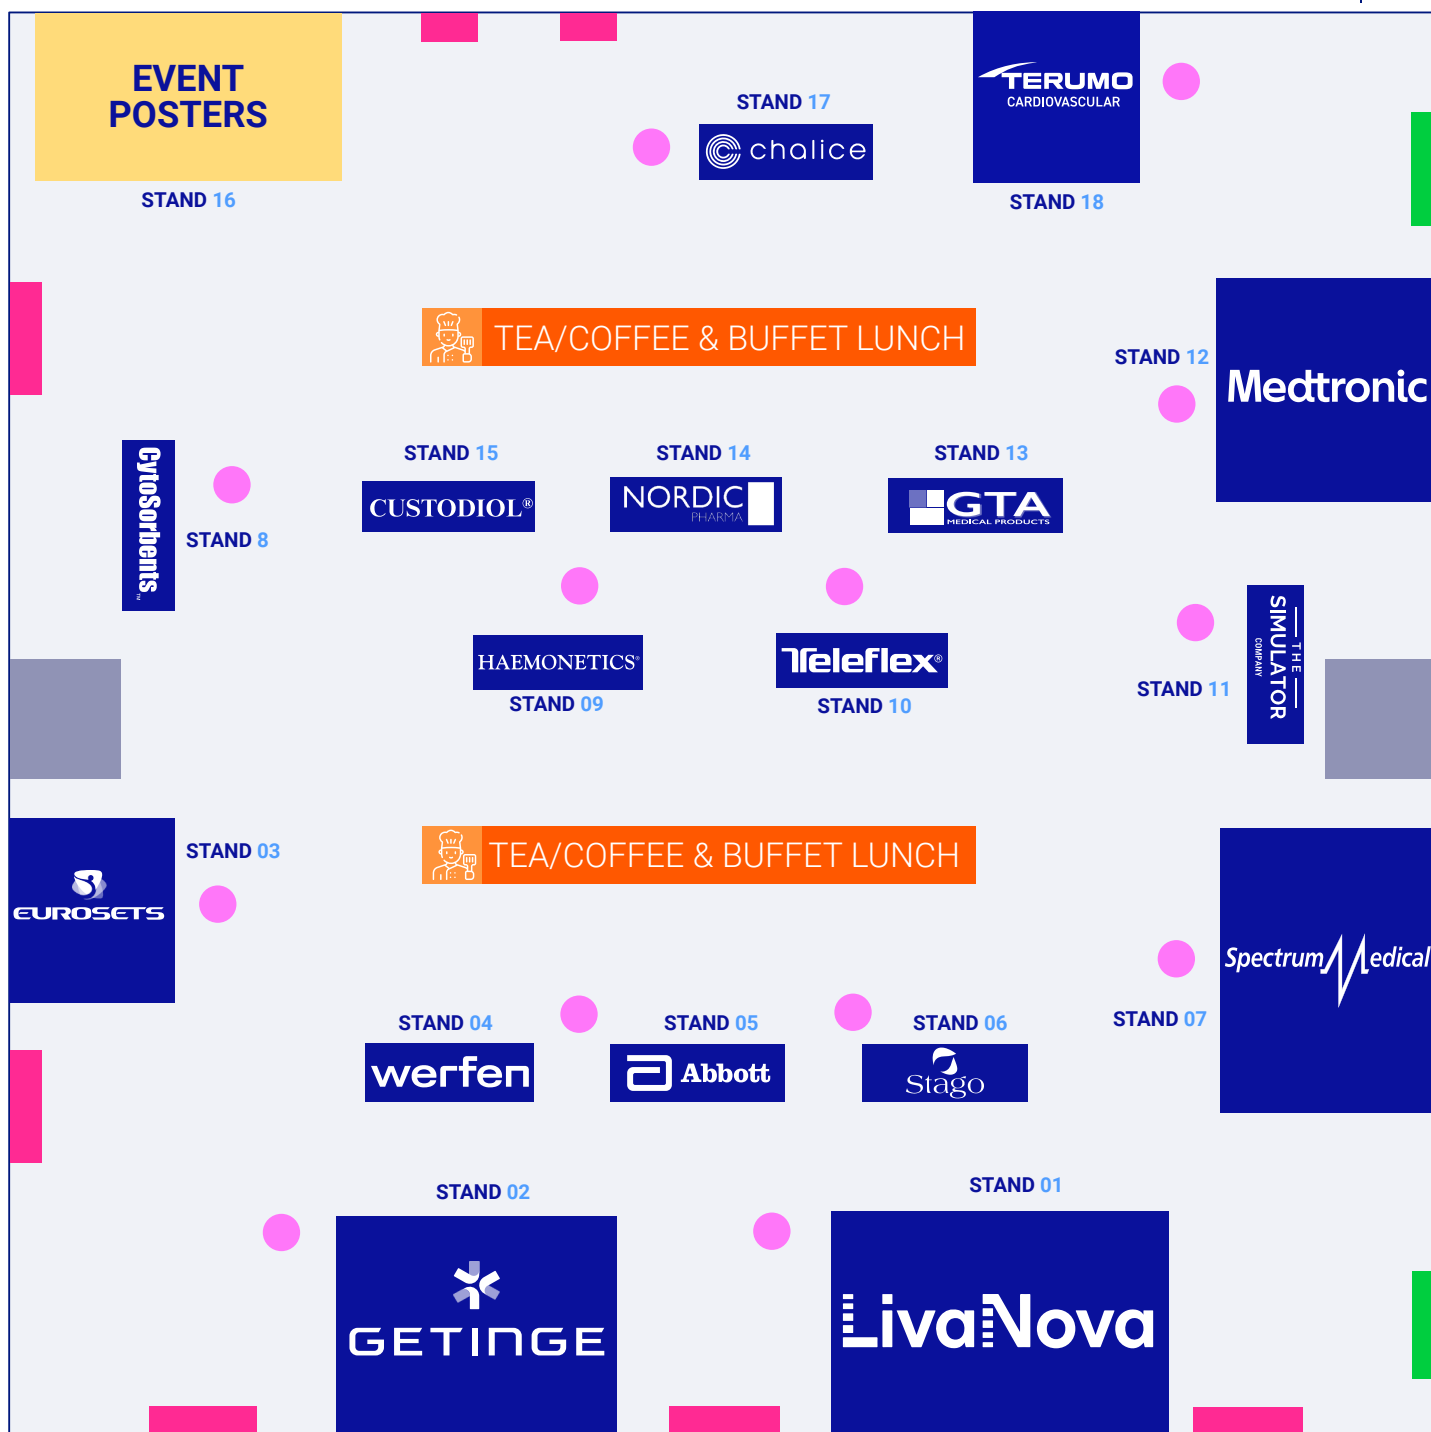 EVENT
POSTERS
STAND 16
STAND 17
chalice
TERUMO
CARDIOVASCULAR
STAND 18
TEA/COFFEE & BUFFET LUNCH
STAND 12
Medtronic
CytoSorbents™
STAND 8
STAND 15
CUSTODIOL®
STAND 14
NORDIC
PHARMA
STAND 13
GTA
MEDICAL PRODUCTS
HAEMONETICS®
STAND 09
Teleflex®
STAND 10
STAND 11
THE
SIMULATOR
COMPANY
EUROSETS
STAND 03
TEA/COFFEE & BUFFET LUNCH
Spectrum Medical
STAND 07
STAND 04
werfen
STAND 05
Abbott
STAND 06
Stago
STAND 02
GETINGE
STAND 01
LivaNova